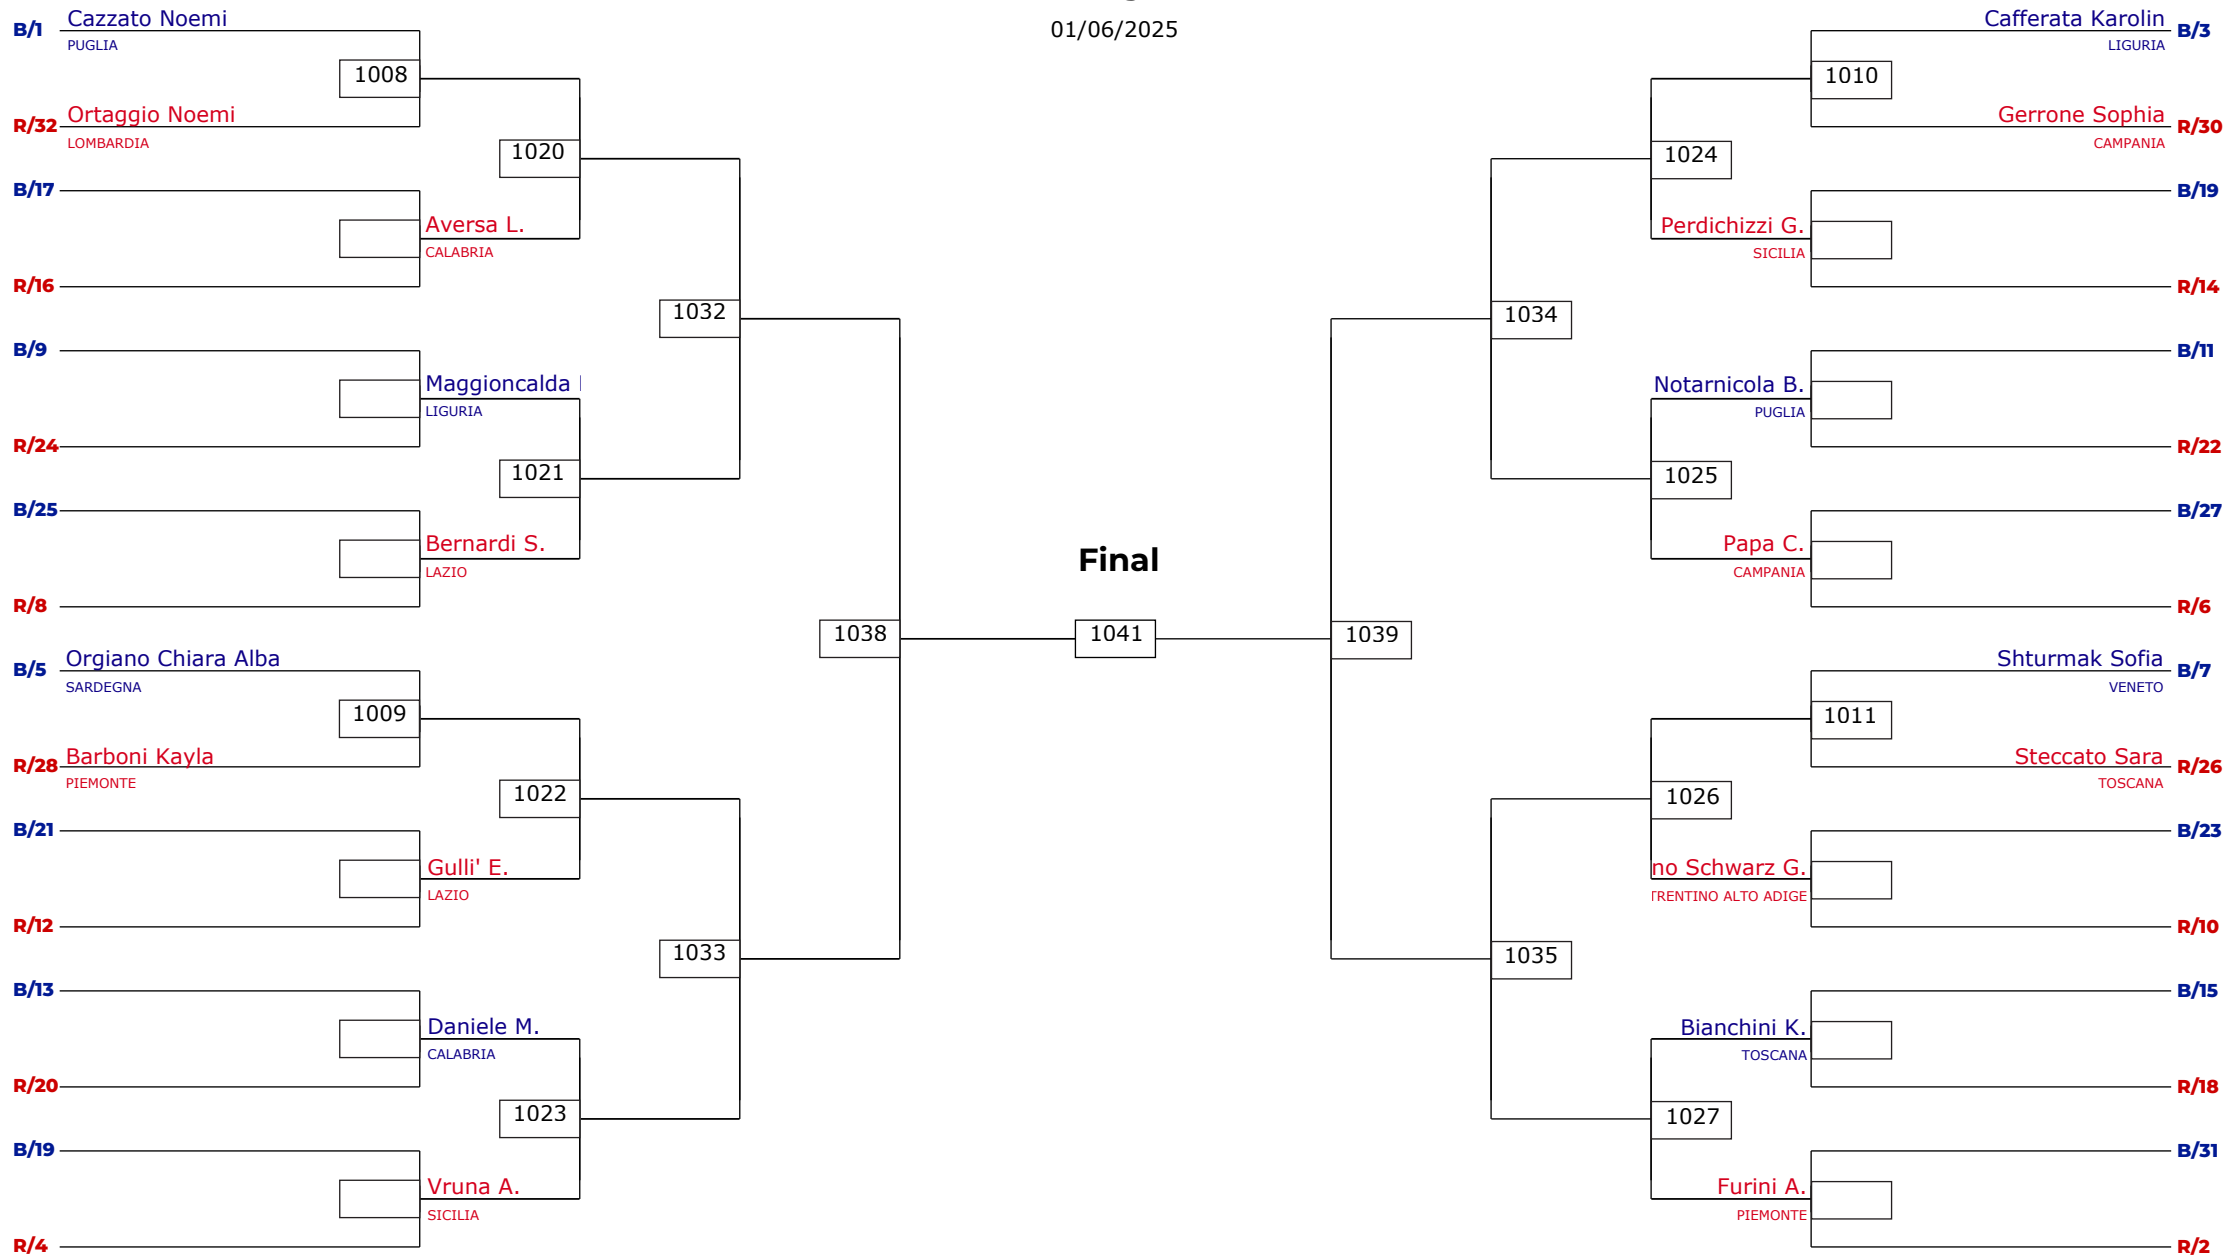 01/06/2025
B/1 Cazzato Noemi
PUGLIA
1008
R/32 Ortaggio Noemi
LOMBARDIA
1020
B/17
Aversa L.
CALABRIA
R/16
1032
B/9
Maggioncalda
LIGURIA
R/24
1021
B/25
Bernardi S.
LAZIO
R/8
1038
B/5 Orgiano Chiara Alba
SARDEGNA
1009
R/28 Barboni Kayla
PIEMONTE
1022
B/21
Gulli' E.
LAZIO
R/12
1033
B/13
Daniele M.
CALABRIA
R/20
1023
B/19
Vruna A.
SICILIA
R/4
Final
1041
Cafferata Karolin B/3
LIGURIA
1010
Gerrone Sophia R/30
CAMPANIA
1024
B/19
Perdichizzi G.
SICILIA
R/14
1034
B/11
Notarnicola B.
PUGLIA
R/22
1025
B/27
Papa C.
CAMPANIA
R/6
1039
Shturmak Sofia B/7
VENETO
1011
Steccato Sara R/26
TOSCANA
1026
B/23
no Schwarz G.
TRENTINO ALTO ADIGE
R/10
1035
B/15
Bianchini K.
TOSCANA
R/18
1027
B/31
Furini A.
PIEMONTE
R/2